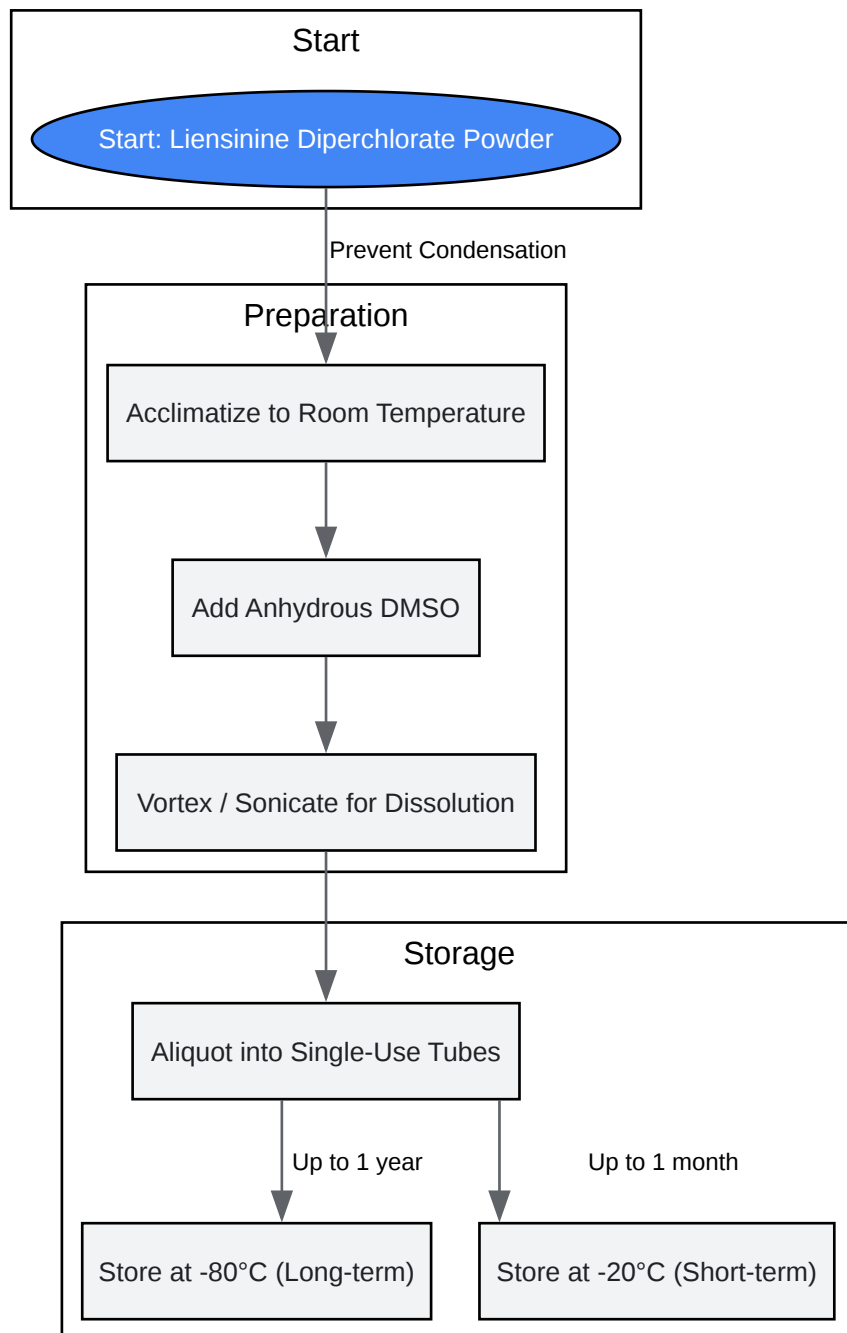 Start
Start: Liensinine Diperchlorate Powder
Prevent Condensation
Preparation
Acclimatize to Room Temperature
Add Anhydrous DMSO
Vortex / Sonicate for Dissolution
Storage
Aliquot into Single-Use Tubes
Up to 1 year
Up to 1 month
Store at -80°C (Long-term)
Store at -20°C (Short-term)